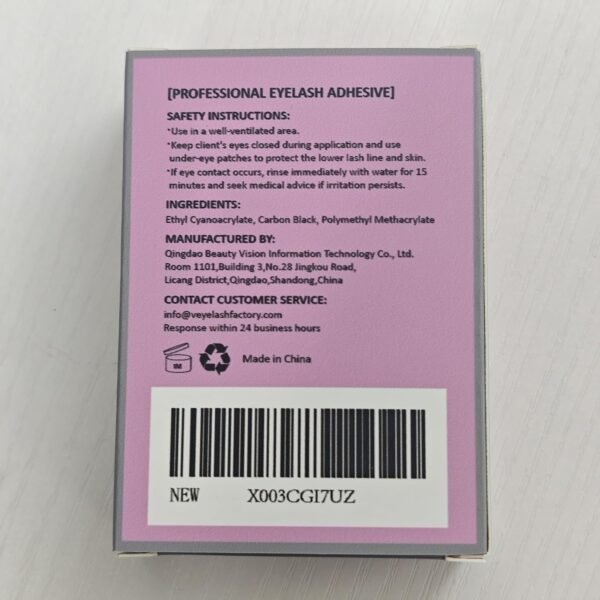 [PROFESSIONAL EYELASH ADHESIVE]
SAFETY INSTRUCTIONS:
*Use in a well-ventilated area.
*Keep client's eyes closed during application and use
under-eye patches to protect the lower lash line and skin.
*If eye contact occurs, rinse immediately with water for 15
minutes and seek medical advice if irritation persists.
INGREDIENTS:
Ethyl Cyanoacrylate, Carbon Black, Polymethyl Methacrylate
MANUFACTURED BY:
Qingdao Beauty Vision Information Technology Co., Ltd.
Room 1101,Building 3,No.28 Jingkou Road,
Licang District,Qingdao,Shandong,China
CONTACT CUSTOMER SERVICE:
info@veyelashfactory.com
Response within 24 business hours
Made in China
NEW X003CGI7UZ